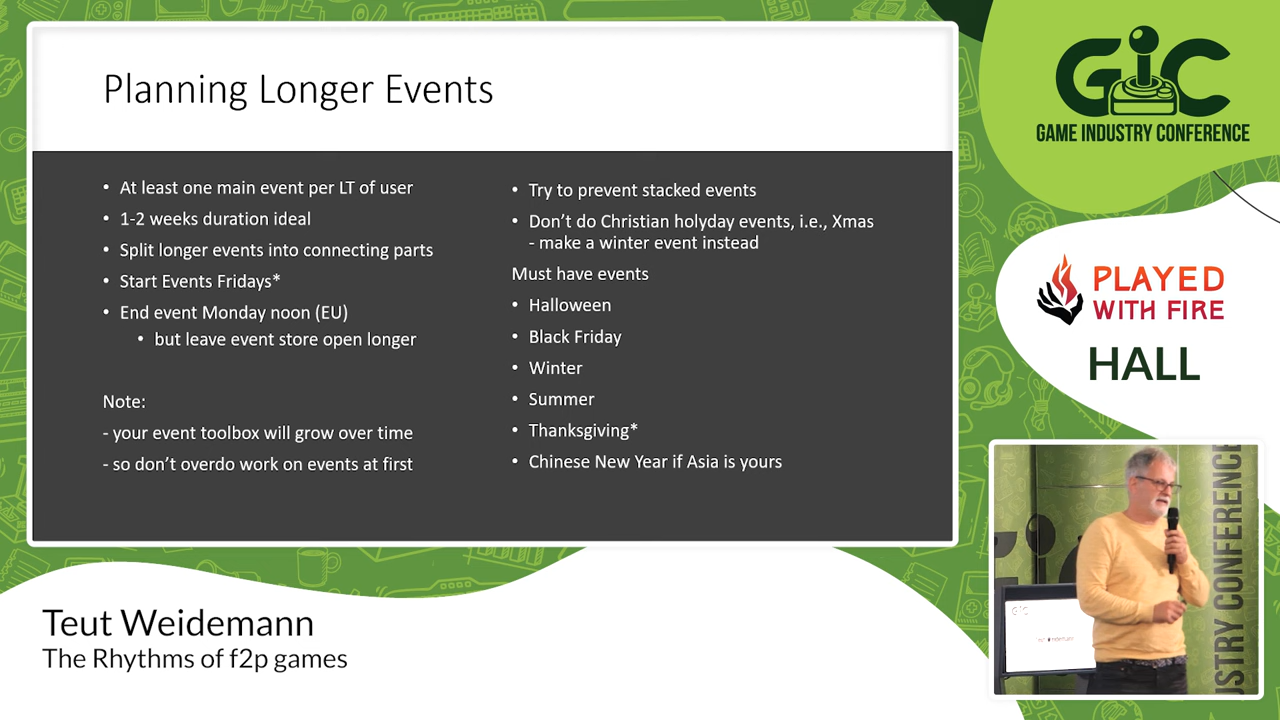 Planning Longer Events
• At least one main event per LT of user
• 1-2 weeks duration ideal
• Split longer events into connecting parts
• Start Events Fridays*
• End event Monday noon (EU)
• but leave event store open longer
Note:
- your event toolbox will grow over time
- so don't overdo work on events at first
• Try to prevent stacked events
• Don't do Christian holyday events, i.e., Xmas
- make a winter event instead
Must have events
• Halloween
• Black Friday
• Winter
• Summer
• Thanksgiving*
• Chinese New Year if Asia is yours
GIC
GAME INDUSTRY CONFERENCE
PLAYED
WITH FIRE
HALL
USTRY CONFERENCE
GIC
Teut Weidemann
Teut Weidemann
The Rhythms of f2p games